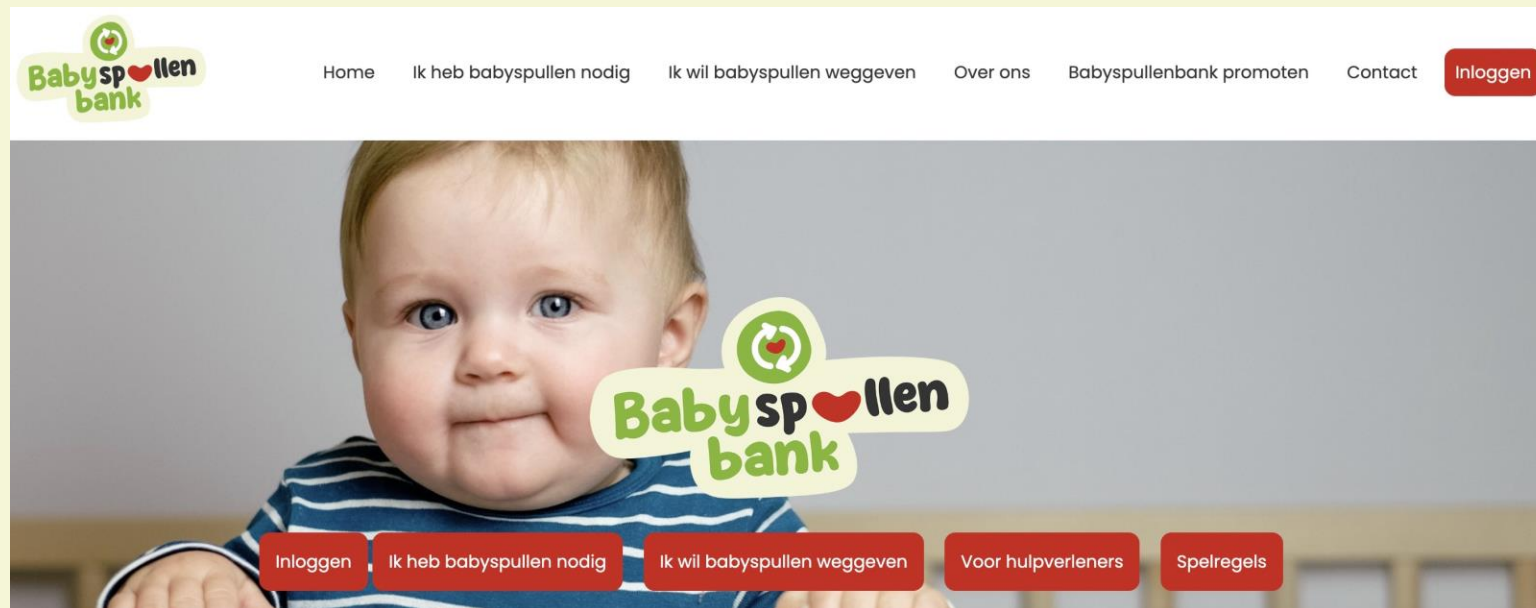 Babyspullen
bank
Home Ik heb babyspullen nodig Ik wil babyspullen weggeven Over ons Babyspullenbank promoten Contact Inloggen
Babyspullen
bank
Inloggen Ik heb babyspullen nodig Ik wil babyspullen weggeven Voor hulpverleners Spelregels